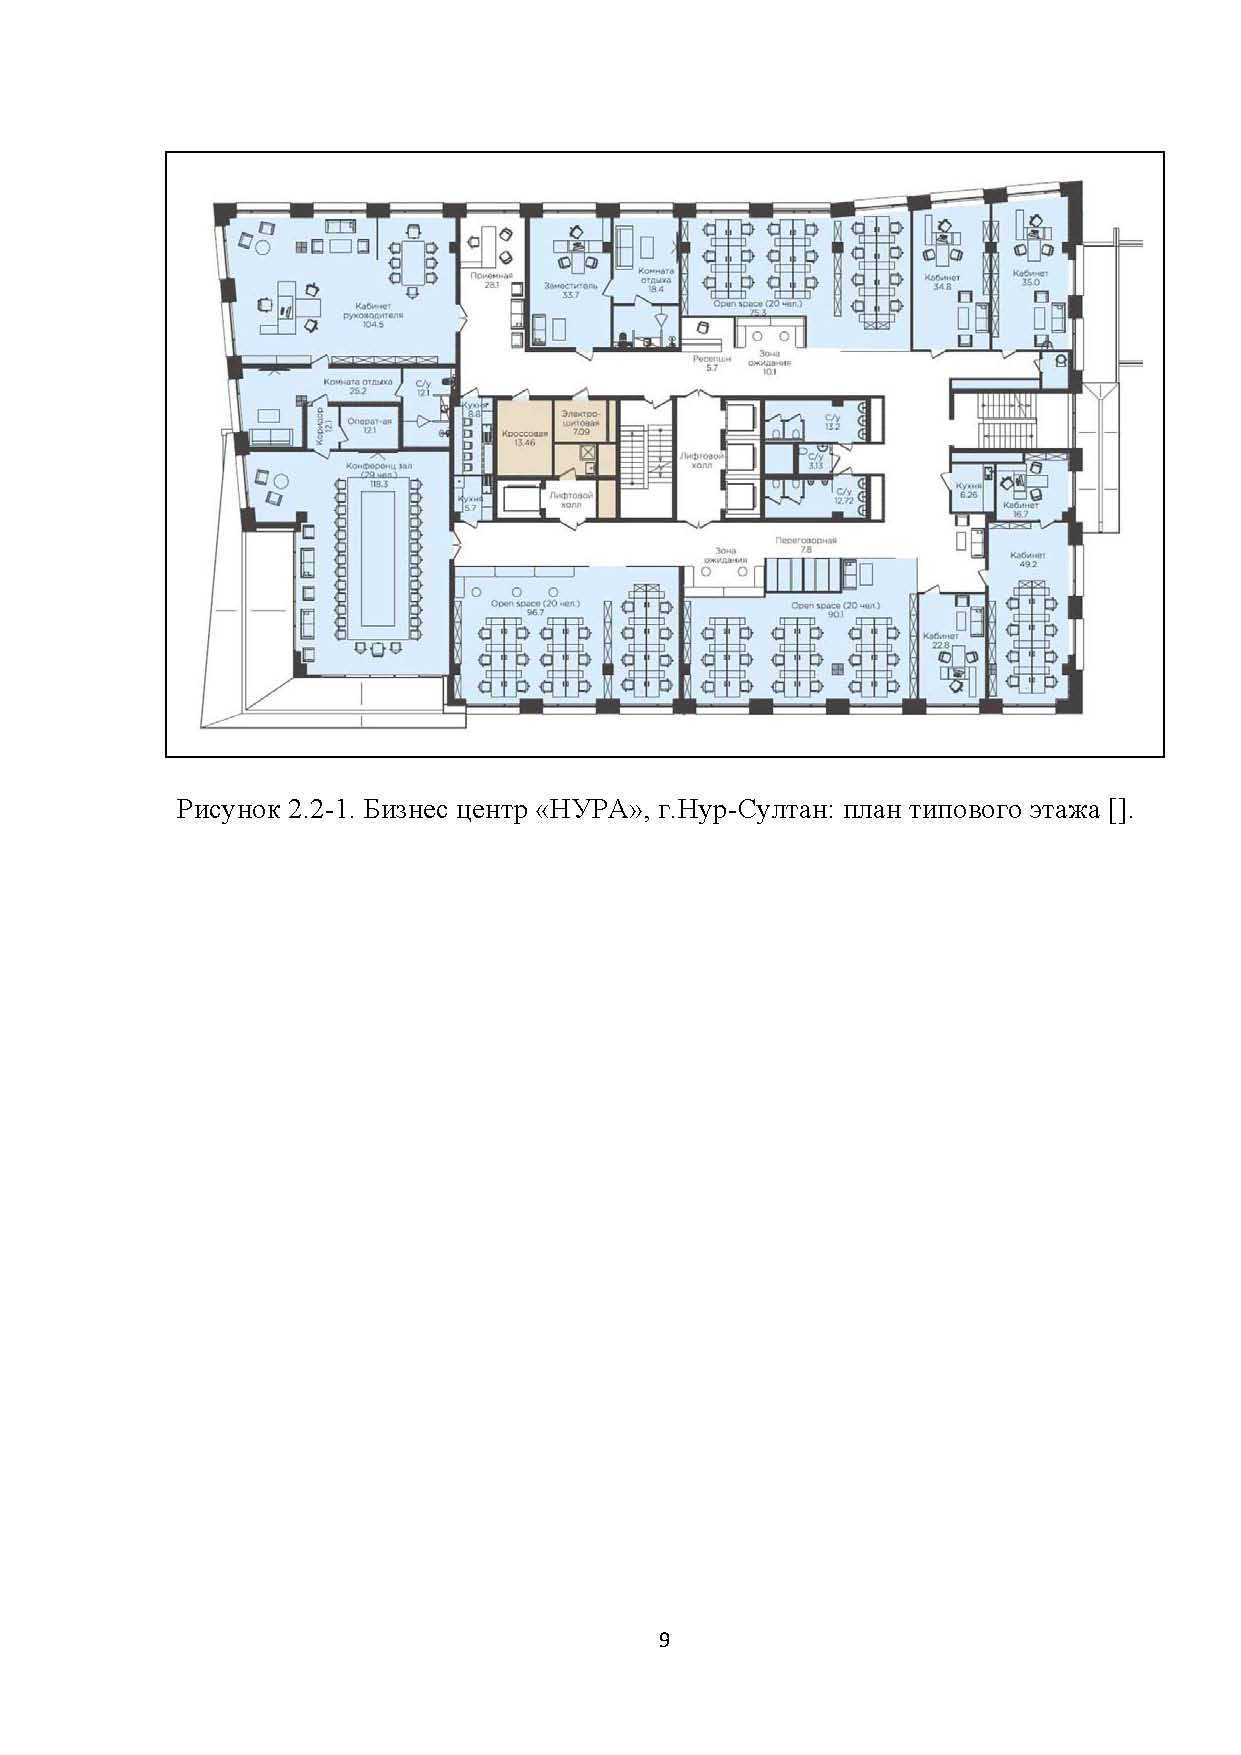 Приемная
28.1
Заместитель
33.7
Комната
отдыха
18.4
Open space (20 чел.)
75.3
Кабинет
34.8
Кабинет
35.0
Кабинет
руководителя
104.5
Ресепшн
5.7
Зона
ожидания
10.1
Комната отдыха
25.2
С/у
12.1
Коридор
12.1
Операт-ая
12.1
Кухня
8.8
Кроссовая
13.46
Электро-
щитовая
7.09
Лифтовой
холл
С/у
13.2
С/у
3.13
С/у
12.72
Конференц зал
(29 чел.)
118.3
Кухня
5.7
Лифтовой
холл
Кухня
6.26
Кабинет
16.7
Зона
ожидания
Переговорная
7.8
Кабинет
49.2
Open space (20 чел.)
96.7
Open space (20 чел.)
90.1
Кабинет
22.8
Рисунок 2.2-1. Бизнес центр «НУРА», г.Нур-Султан: план типового этажа [].
9